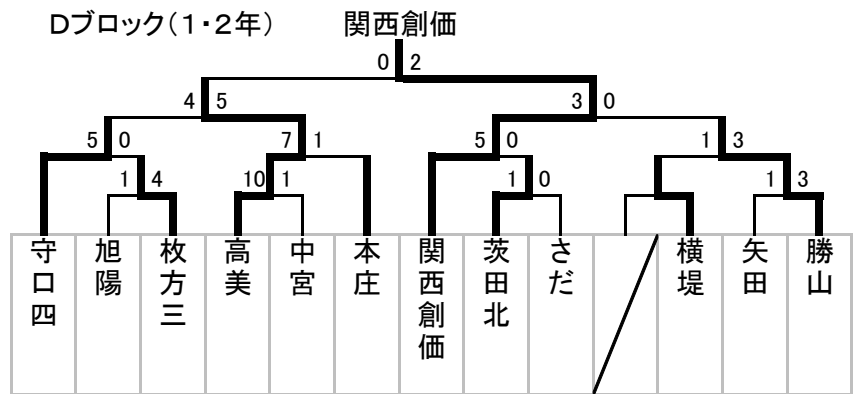 Dブロック（1・2年）
関西創価
0 2
4 5
3 0
5 0
7 1
5 0
1 3
1 4
10 1
1 0
1 3
守口四
旭陽
枚方三
高美
中宮
本庄
関西創価
茨田北
さだ
横堤
矢田
勝山